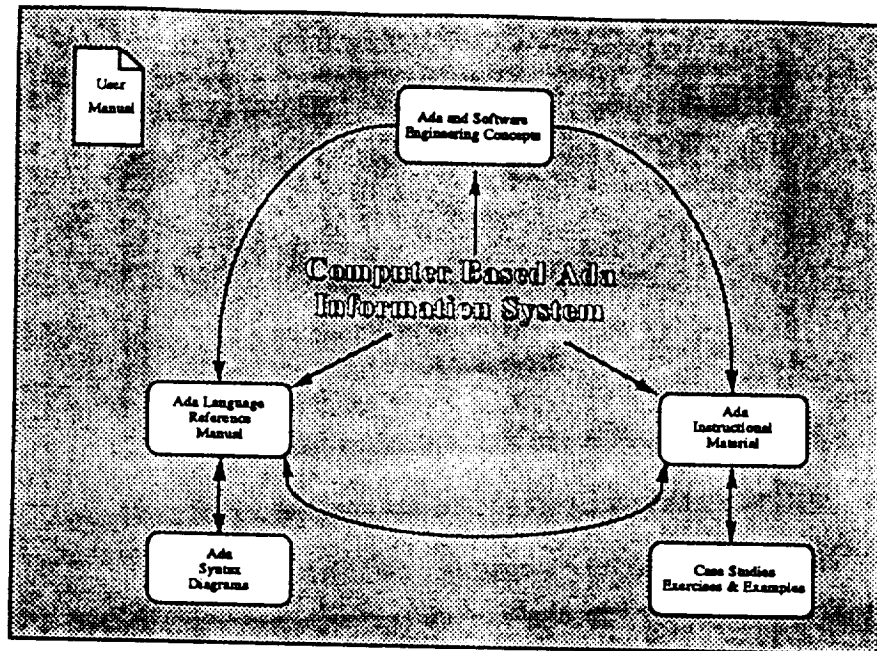 User
Manual
Ada and Software
Engineering Concepts
Computer Based Ada
Information System
Ada Language
Reference
Manual
Ada
Instructional
Material
Ada
Syntax
Diagrams
Case Studies
Exercises & Examples